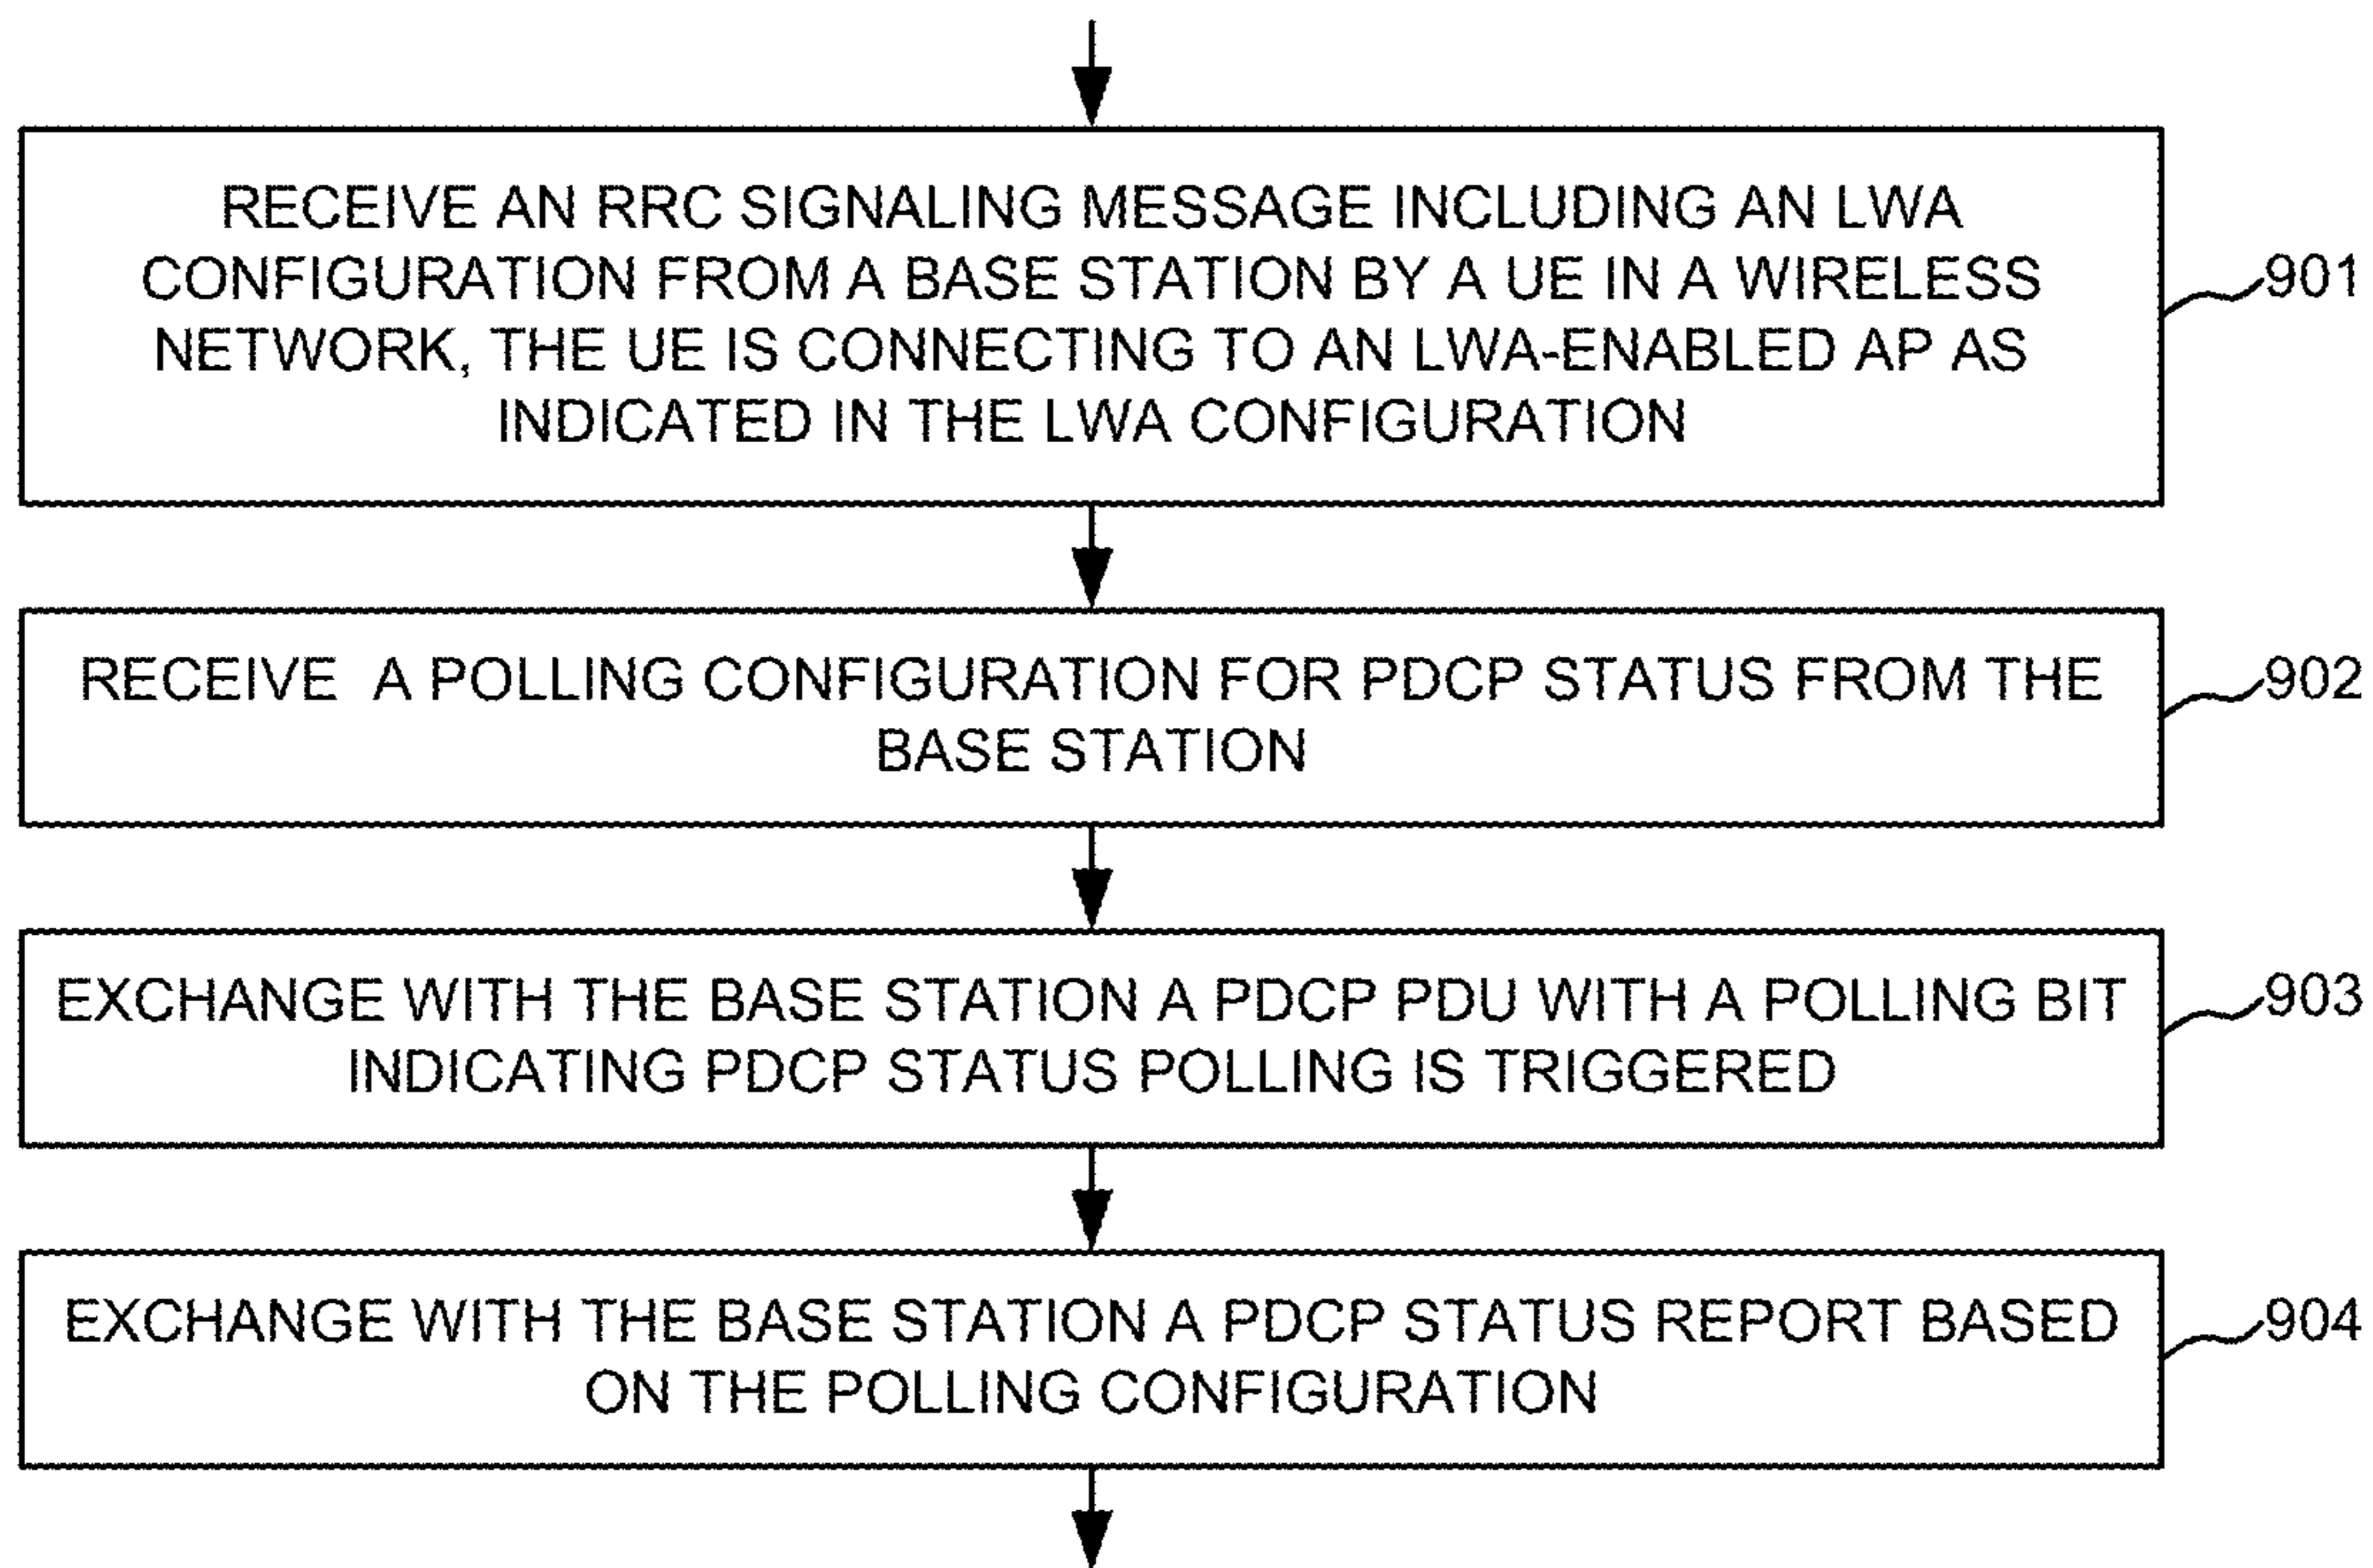 RECEIVE AN RRC SIGNALING MESSAGE INCLUDING AN LWA
CONFIGURATION FROM A BASE STATION BY A UE IN A WIRELESS
NETWORK, THE UE IS CONNECTING TO AN LWA-ENABLED AP AS
INDICATED IN THE LWA CONFIGURATION
901
RECEIVE A POLLING CONFIGURATION FOR PDCP STATUS FROM THE
BASE STATION
902
EXCHANGE WITH THE BASE STATION A PDCP PDU WITH A POLLING BIT
INDICATING PDCP STATUS POLLING IS TRIGGERED
903
EXCHANGE WITH THE BASE STATION A PDCP STATUS REPORT BASED
ON THE POLLING CONFIGURATION
904